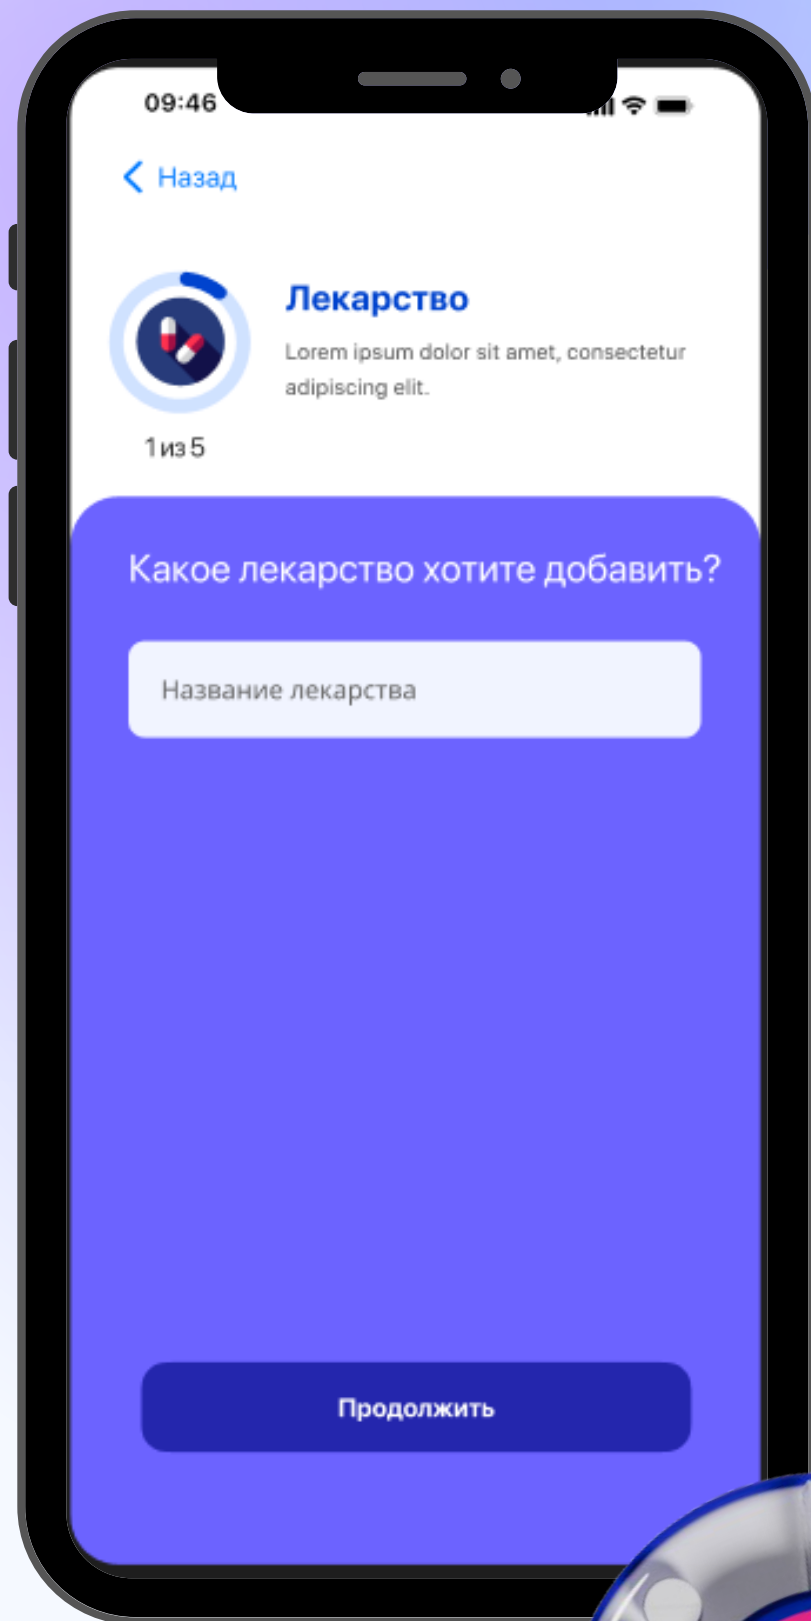 09:46
Назад
Лекарство
Lorem ipsum dolor sit amet, consectetur
adipiscing elit.
1 из 5
Какое лекарство хотите добавить?
Название лекарства
Продолжить